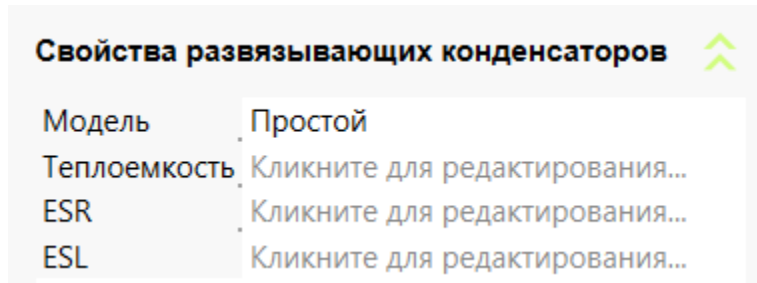 Свойства развязывающих конденсаторов
Модель Простой
Теплоемкость Кликните для редактирования...
ESR Кликните для редактирования...
ESL Кликните для редактирования...